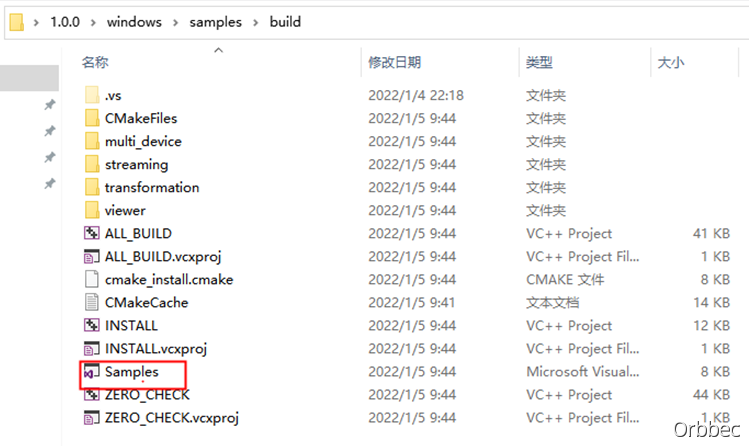 1.0.0 > windows > samples > build
名称 修改日期 类型 大小
.vs 2022/1/4 22:18 文件夹
CMakeFiles 2022/1/5 9:44 文件夹
multi_device 2022/1/5 9:44 文件夹
streaming 2022/1/5 9:44 文件夹
transformation 2022/1/5 9:44 文件夹
viewer 2022/1/5 9:44 文件夹
ALL_BUILD 2022/1/5 9:44 VC++ Project 41 KB
ALL_BUILD.vcxproj 2022/1/5 9:44 VC++ Project Fil... 1 KB
cmake_install.cmake 2022/1/5 9:44 CMAKE 文件 8 KB
CMakeCache 2022/1/5 9:41 文本文档 14 KB
INSTALL 2022/1/5 9:44 VC++ Project 12 KB
INSTALL.vcxproj 2022/1/5 9:44 VC++ Project Fil... 1 KB
Samples 2022/1/5 9:44 Microsoft Visual... 8 KB
ZERO_CHECK 2022/1/5 9:44 VC++ Project 44 KB
ZERO_CHECK.vcxproj 2022/1/5 9:44 VC++ Project Fil... 1 KB
Orbbec